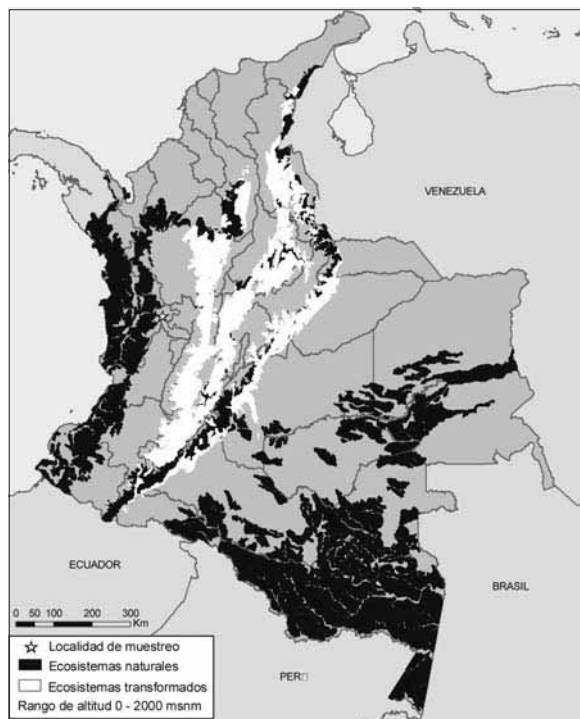 VENEZUELA
ECUADOR
BRASIL
0 50 100 200 300
Km
PER□
Localidad de muestreo
Ecosistemas naturales
Ecosistemas transformados
Rango de altitud 0 - 2000 msnm